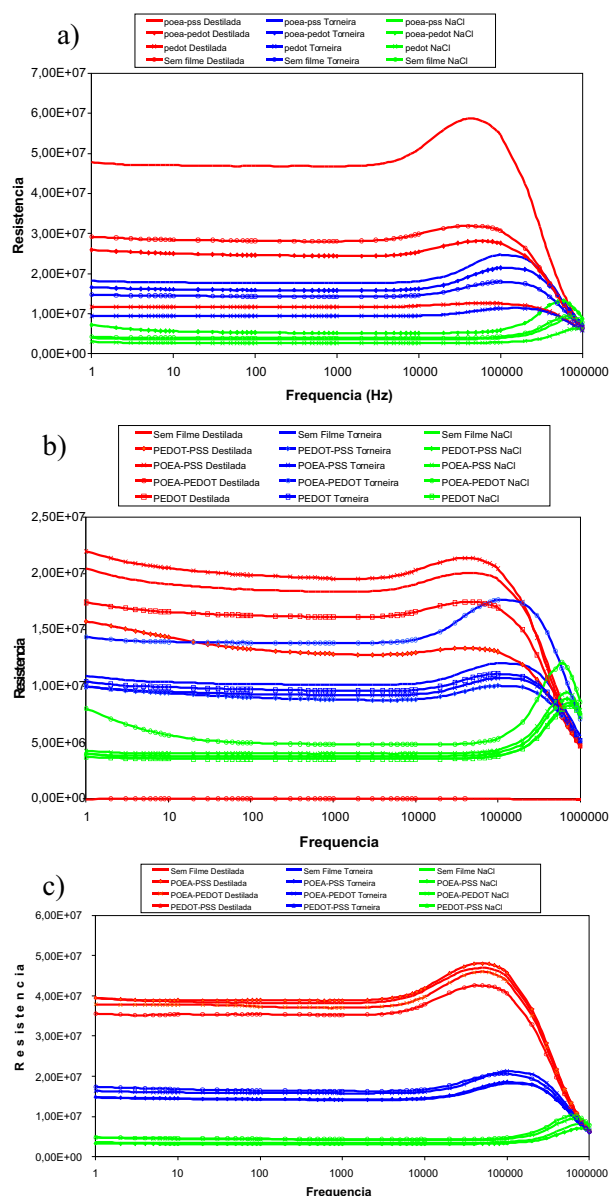 a)
poea-pss Destilada poea-pss Torneira poea-pss NaCl
poea-pedot Destilada poea-pedot Torneira poea-pedot NaCl
pedot Destilada pedot Torneira pedot NaCl
Sem filme Destilada Sem filme Torneira Sem filme NaCl
7,00E+07
6,00E+07
5,00E+07
4,00E+07
3,00E+07
2,00E+07
1,00E+07
0,00E+00
Resistencia
1 10 100 1000 10000 100000 1000000
Frequencia (Hz)
b)
Sem Filme Destilada Sem Filme Torneira Sem Filme NaCl
PEDOT-PSS Destilada PEDOT-PSS Torneira PEDOT-PSS NaCl
POEA-PSS Destilada POEA-PSS Torneira POEA-PSS NaCl
POEA-PEDOT Destilada POEA-PEDOT Torneira POEA-PEDOT NaCl
PEDOT Destilada PEDOT Torneira PEDOT NaCl
2,50E+07
2,00E+07
1,50E+07
1,00E+07
5,00E+06
0,00E+00
Resistencia
1 10 100 1000 10000 100000 1000000
Frequencia
c)
Sem Filme Destilada Sem Filme Torneira Sem Filme NaCl
POEA-PSS Destilada POEA-PSS Torneira POEA-PSS NaCl
POEA-PEDOT Destilada POEA-PEDOT Torneira POEA-PEDOT NaCl
PEDOT-PSS Destilada PEDOT-PSS Torneira PEDOT-PSS NaCl
6,00E+07
5,00E+07
4,00E+07
3,00E+07
2,00E+07
1,00E+07
0,00E+00
Resistencia
1 10 100 1000 10000 100000 1000000
Frequencia